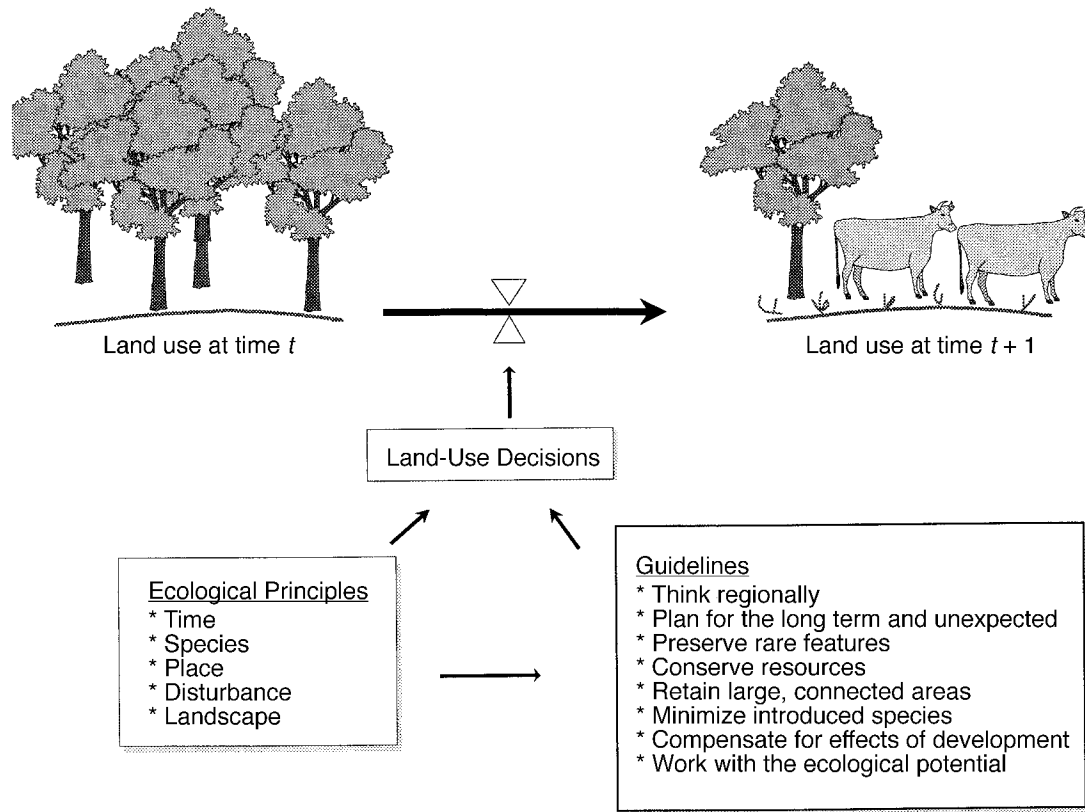 Land use at time t
Land use at time t + 1
Land-Use Decisions
Ecological Principles
* Time
* Species
* Place
* Disturbance
* Landscape
Guidelines
* Think regionally
* Plan for the long term and unexpected
* Preserve rare features
* Conserve resources
* Retain large, connected areas
* Minimize introduced species
* Compensate for effects of development
* Work with the ecological potential